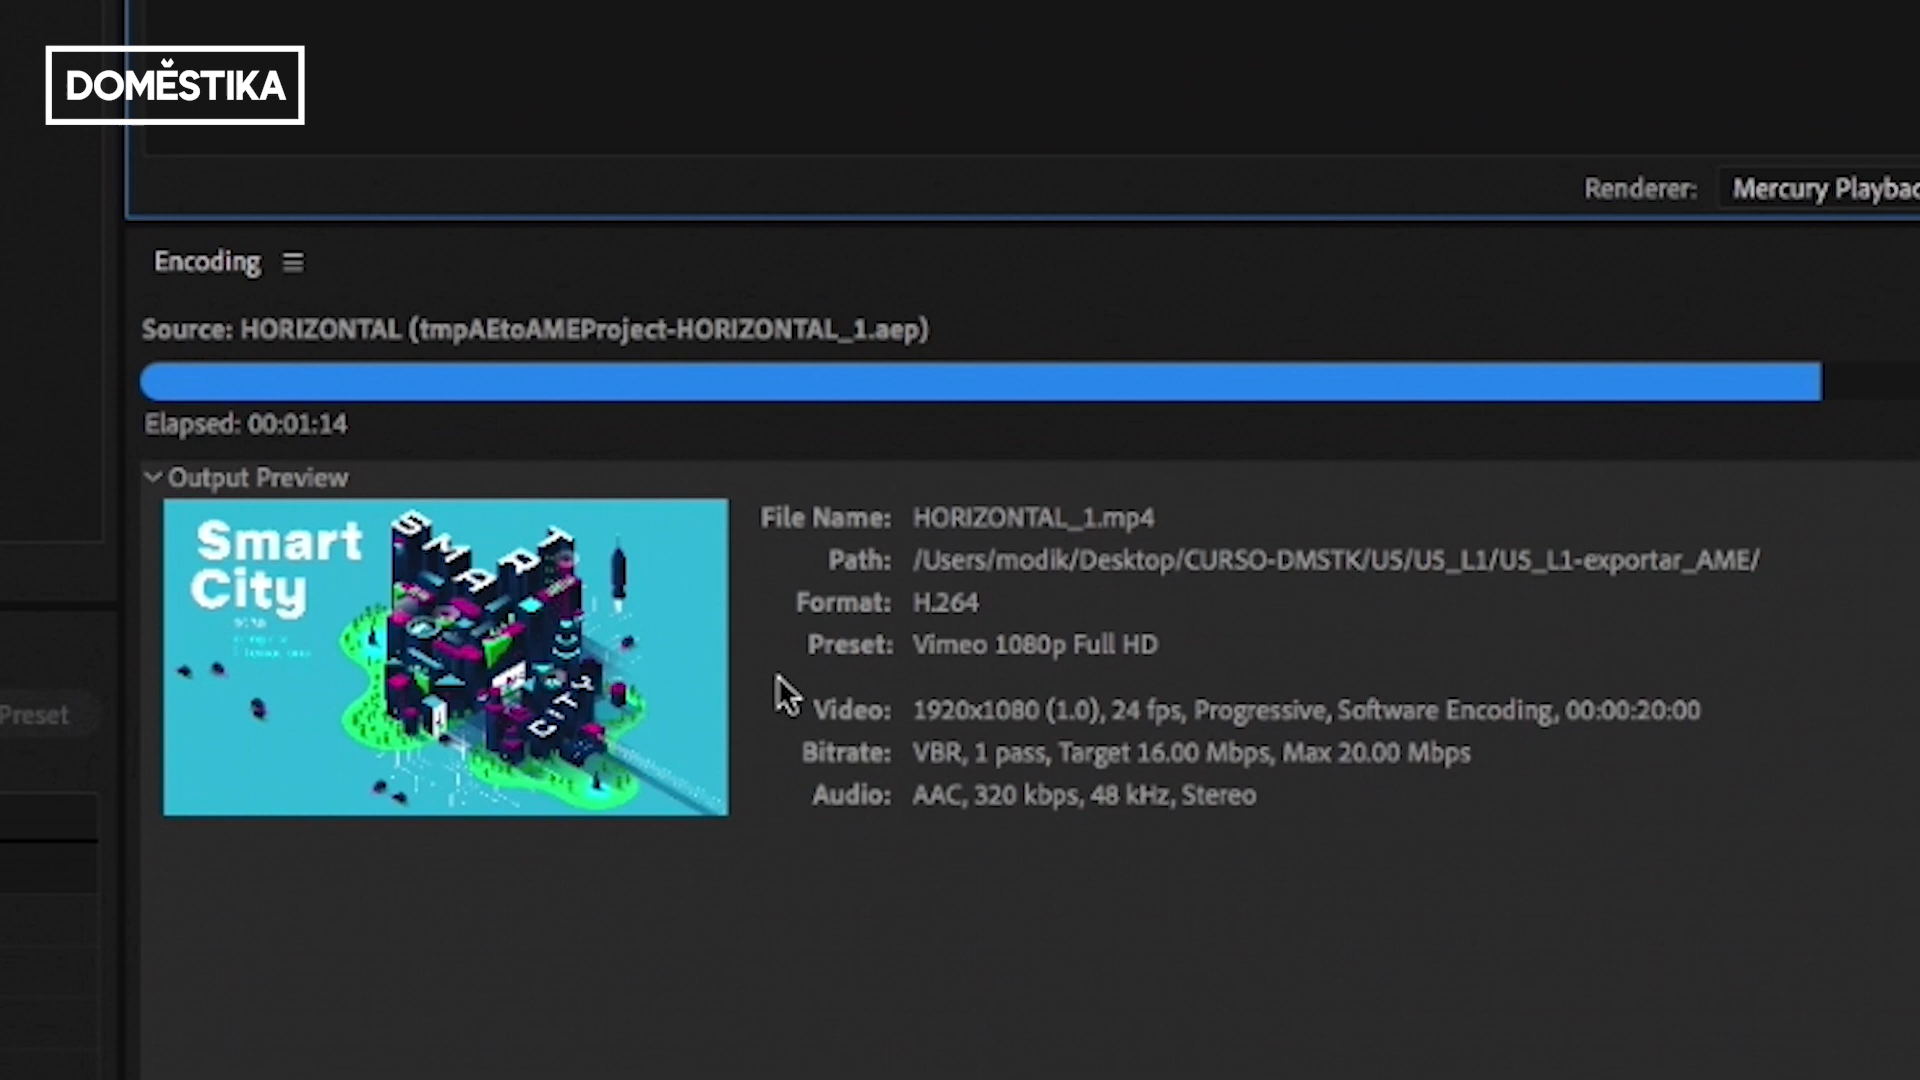 DOMĚSTIKA
Renderer: Mercury Playbac
Encoding
Source: HORIZONTAL (tmpAEtoAMEProject-HORIZONTAL_1.aep)
Elapsed: 00:01:14
Output Preview
Smart
City
SMART
CITY
File Name: HORIZONTAL_1.mp4
Path: /Users/modik/Desktop/CURSO-DMSTK/U5/U5_L1/U5_L1-exportar_AME/
Format: H.264
Preset: Vimeo 1080p Full HD
Video: 1920x1080 (1.0), 24 fps, Progressive, Software Encoding, 00:00:20:00
Bitrate: VBR, 1 pass, Target 16.00 Mbps, Max 20.00 Mbps
Audio: AAC, 320 kbps, 48 kHz, Stereo
Preset